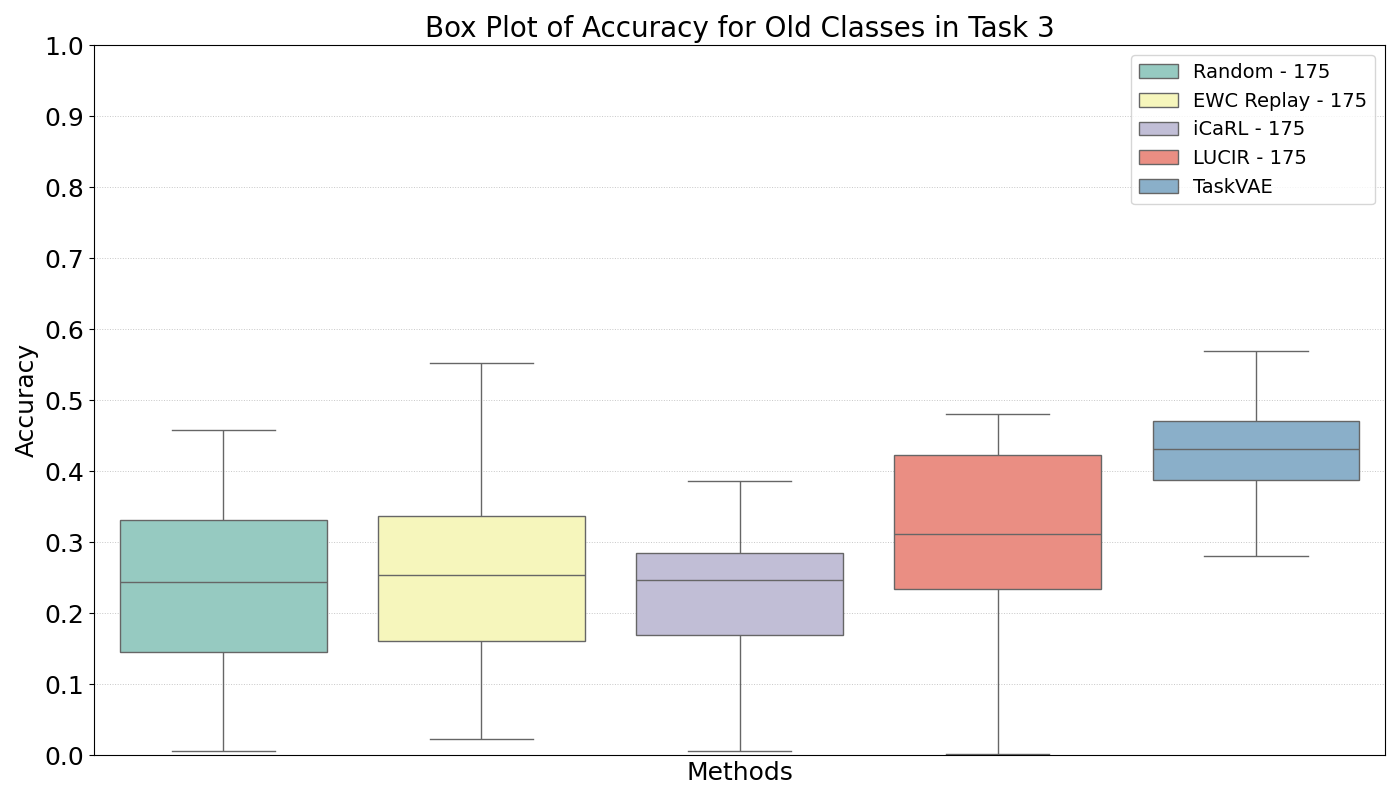 Box Plot of Accuracy for Old Classes in Task 3
1.0
0.9
0.8
0.7
0.6
0.5
0.4
0.3
0.2
0.1
0.0
Accuracy
Methods
Random - 175
EWC Replay - 175
iCaRL - 175
LUCIR - 175
TaskVAE